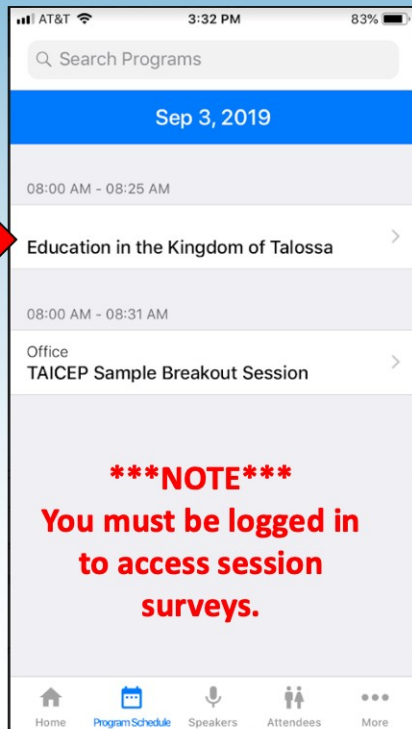 AT&T 3:32 PM 83%
Search Programs
Sep 3, 2019
08:00 AM - 08:25 AM
Education in the Kingdom of Talossa
08:00 AM - 08:31 AM
Office
TAICEP Sample Breakout Session
***NOTE***
You must be logged in
to access session
surveys.
Home Program Schedule Speakers Attendees More